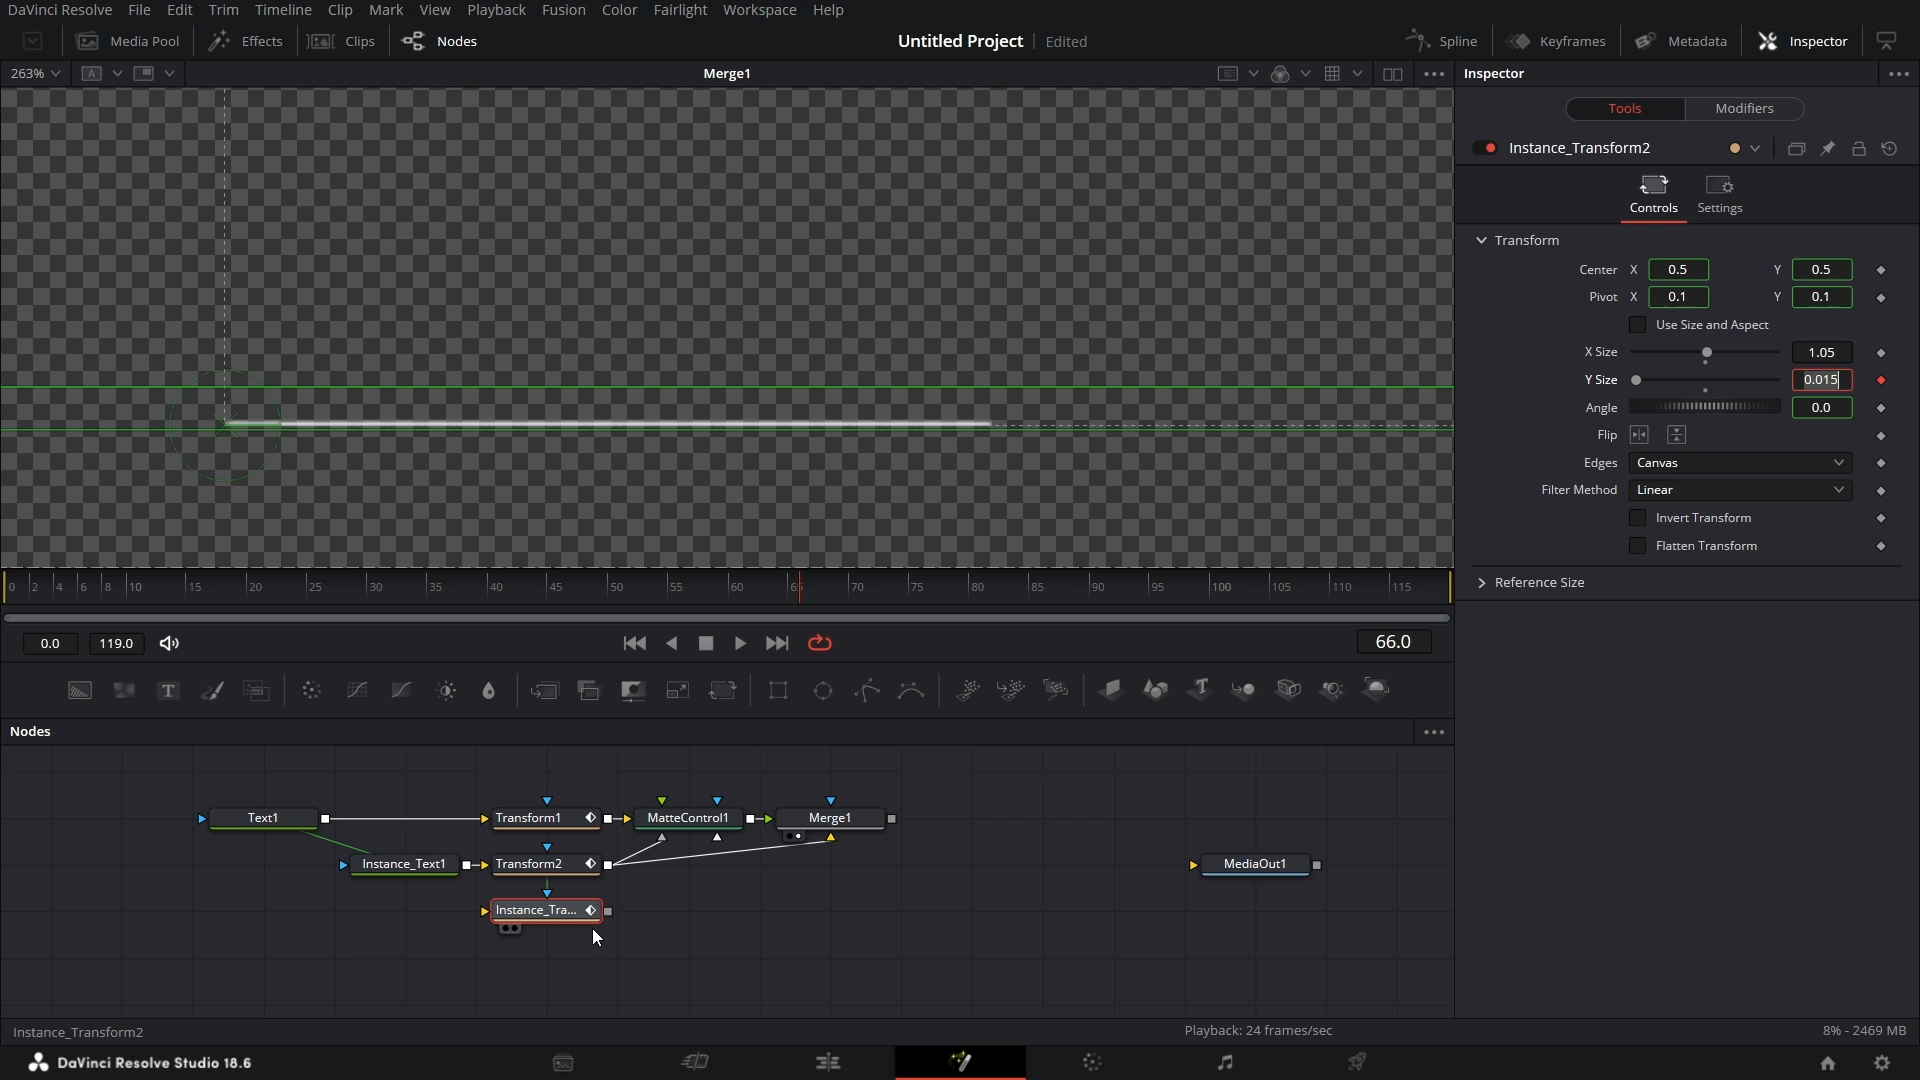 DaVinci Resolve File Edit Trim Timeline Clip Mark View Playback Fusion Color Fairlight Workspace Help
Media Pool Effects Clips Nodes Untitled Project Edited Spline Keyframes Metadata Inspector
263% A Merge1 Inspector
Tools Modifiers
Instance_Transform2
Controls Settings
Transform
Center X 0.5 Y 0.5
Pivot X 0.1 Y 0.1
Use Size and Aspect
X Size 1.05
Y Size 0.015
Angle 0.0
Flip
Edges Canvas
Filter Method Linear
Invert Transform
Flatten Transform
Reference Size
0 2 4 6 8 10 15 20 25 30 35 40 45 50 55 60 65 70 75 80 85 90 95 100 105 110 115
0.0 119.0 66.0
T
Nodes
Text1 Transform1 MatteControl1 Merge1
Instance_Text1 Transform2 MediaOut1
Instance_Tra...
Instance_Transform2 Playback: 24 frames/sec 8% - 2469 MB
DaVinci Resolve Studio 18.6